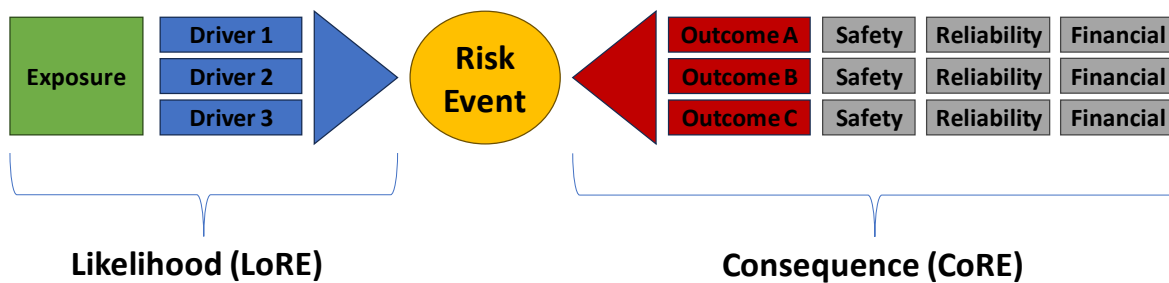 Exposure
Driver 1
Driver 2
Driver 3
Risk
Event
Outcome A
Safety
Reliability
Financial
Outcome B
Safety
Reliability
Financial
Outcome C
Safety
Reliability
Financial
Likelihood (LoRE)
Consequence (CoRE)